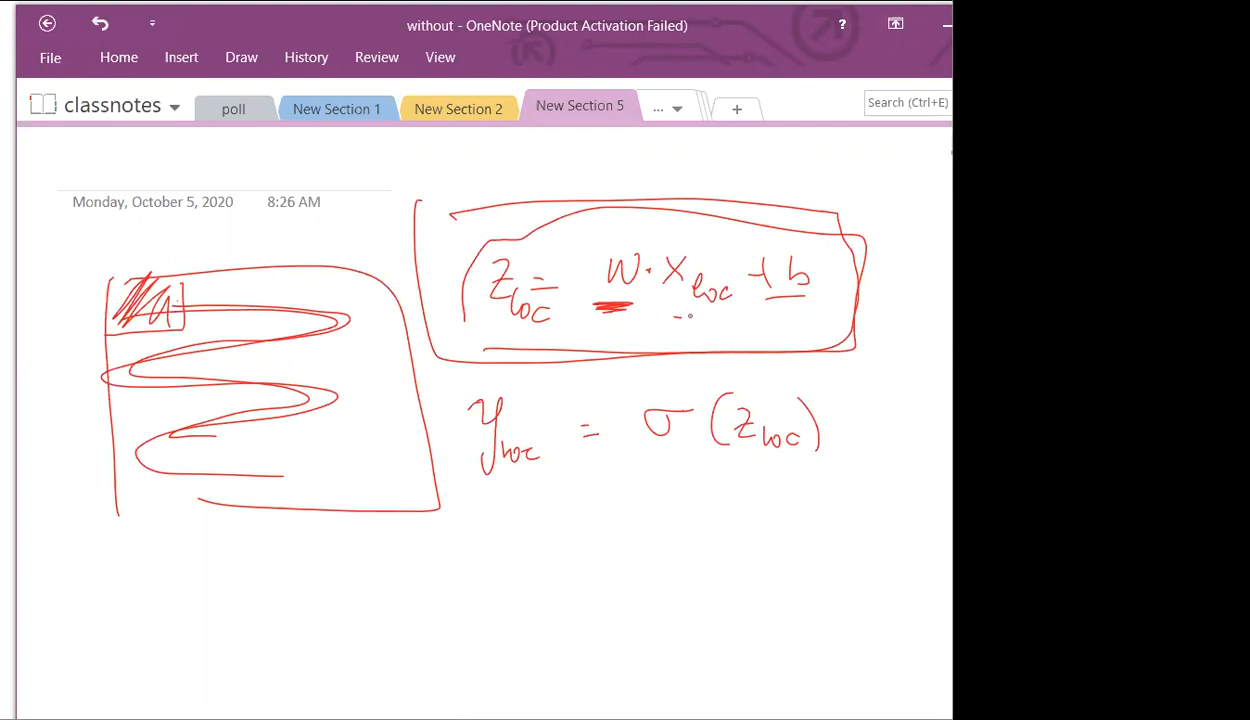 without - OneNote (Product Activation Failed)
?
File Home Insert Draw History Review View
classnotes poll New Section 1 New Section 2 New Section 5 ... + Search (Ctrl+E)
Monday, October 5, 2020 8:26 AM
Z_loc = W · X_loc + b
y_loc = σ (Z_loc)